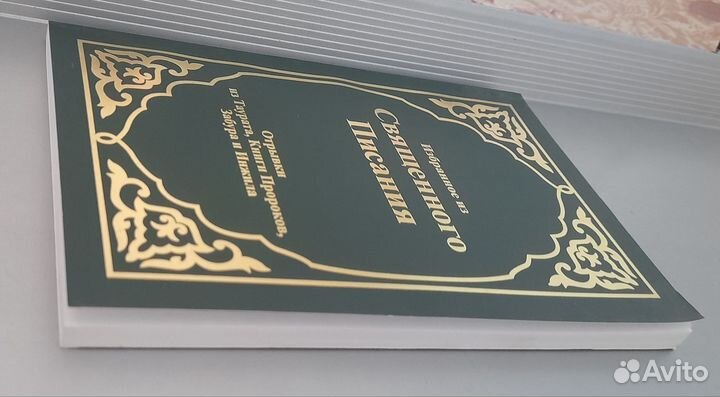 Избранное из
Священного
Писания
Отрывки
из Таурата, Книги Пророков,
Забура и Инжила
Avito